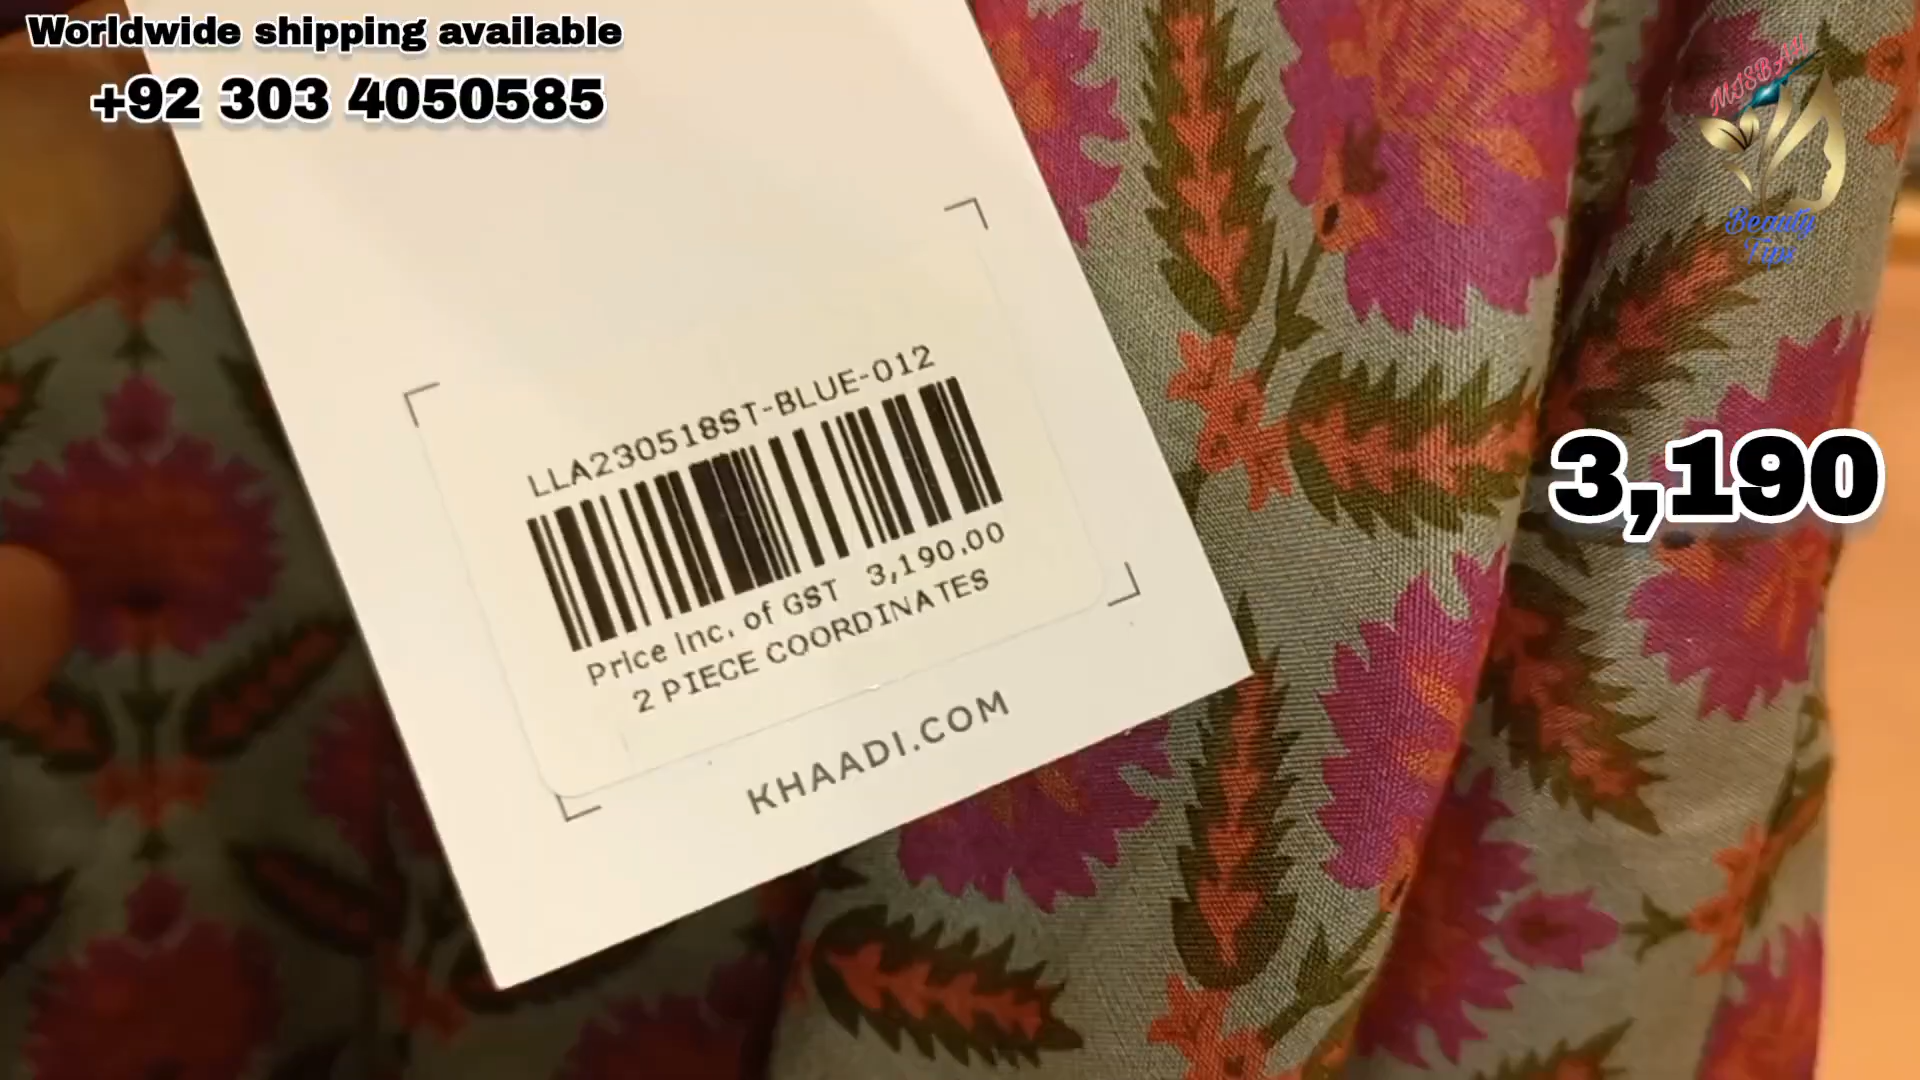 Worldwide shipping available
+92 303 4050585
MISBAH
Beauty
Tips
LLA230518ST-BLUE-012
Price Inc. of GST 3,190.00
2 PIECE COORDINATES
KHAADI.COM
3,190